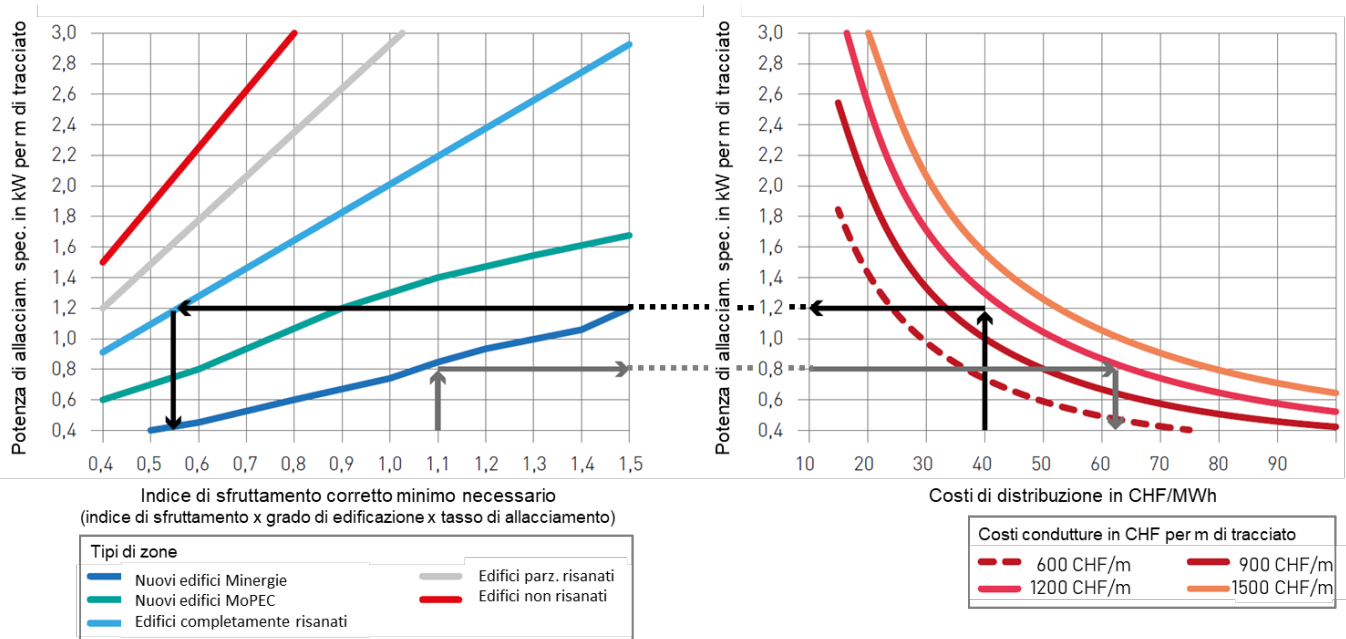 Potenza di allacciam. spec. in kW per m di tracciato
3,0
2,8
2,6
2,4
2,2
2,0
1,8
1,6
1,4
1,2
1,0
0,8
0,6
0,4
0,4 0,5 0,6 0,7 0,8 0,9 1,0 1,1 1,2 1,3 1,4 1,5
Indice di sfruttamento corretto minimo necessario
(indice di sfruttamento x grado di edificazione x tasso di allacciamento)
Tipi di zone
Nuovi edifici Minergie
Nuovi edifici MoPEC
Edifici completamente risanati
Edifici parz. risanati
Edifici non risanati
Potenza di allacciam. spec. in kW per m di tracciato
3,0
2,8
2,6
2,4
2,2
2,0
1,8
1,6
1,4
1,2
1,0
0,8
0,6
0,4
10 20 30 40 50 60 70 80 90
Costi di distribuzione in CHF/MWh
Costi condutture in CHF per m di tracciato
600 CHF/m 900 CHF/m
1200 CHF/m 1500 CHF/m